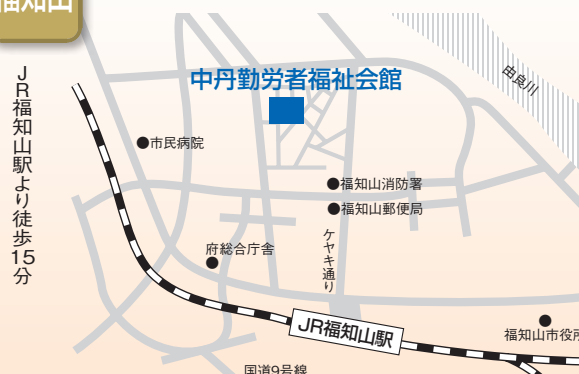 福知山
JR福知山駅より徒歩15分
中丹勤労者福祉会館
由良川
市民病院
福知山消防署
福知山郵便局
ケヤキ通り
府総合庁舎
JR福知山駅
福知山市役所
国道9号線